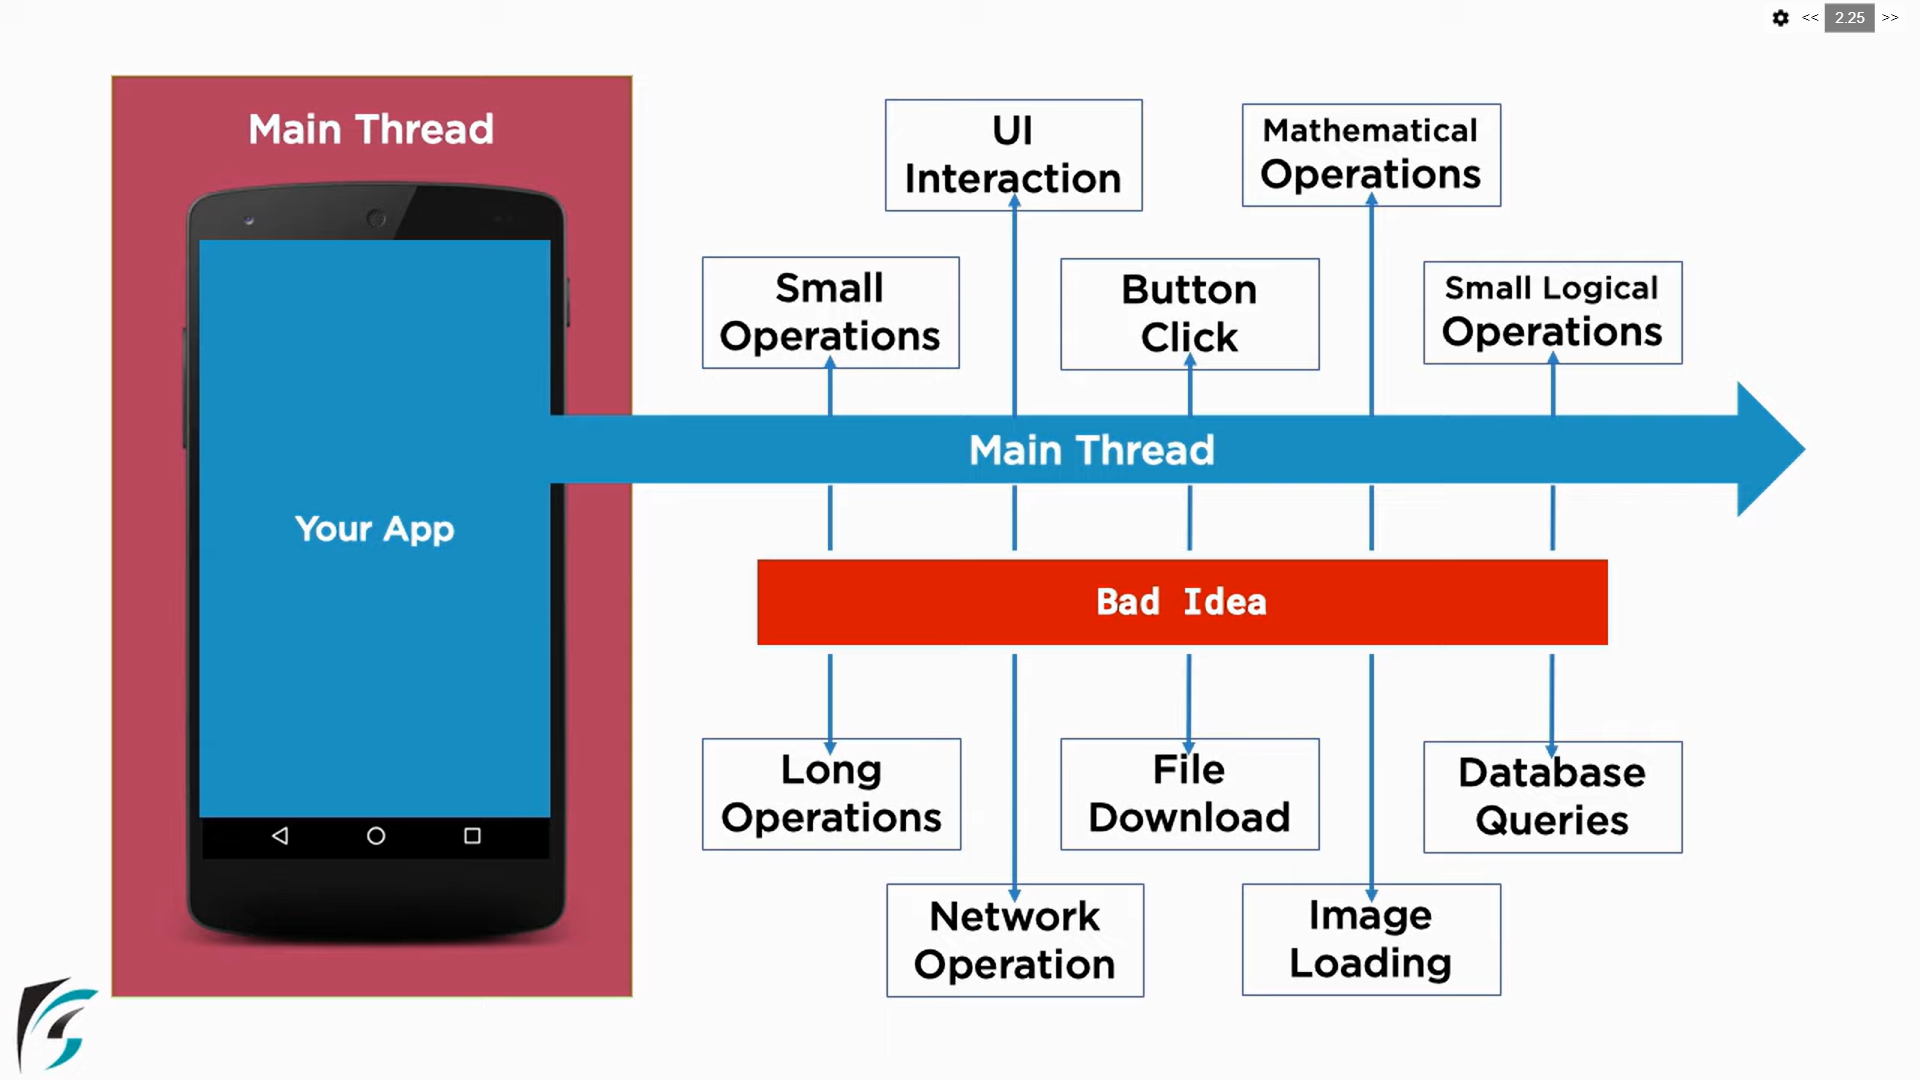 << 2.25 >>
Main Thread
Your App
UI
Interaction
Mathematical
Operations
Small
Operations
Button
Click
Small Logical
Operations
Main Thread
Bad Idea
Long
Operations
File
Download
Database
Queries
Network
Operation
Image
Loading